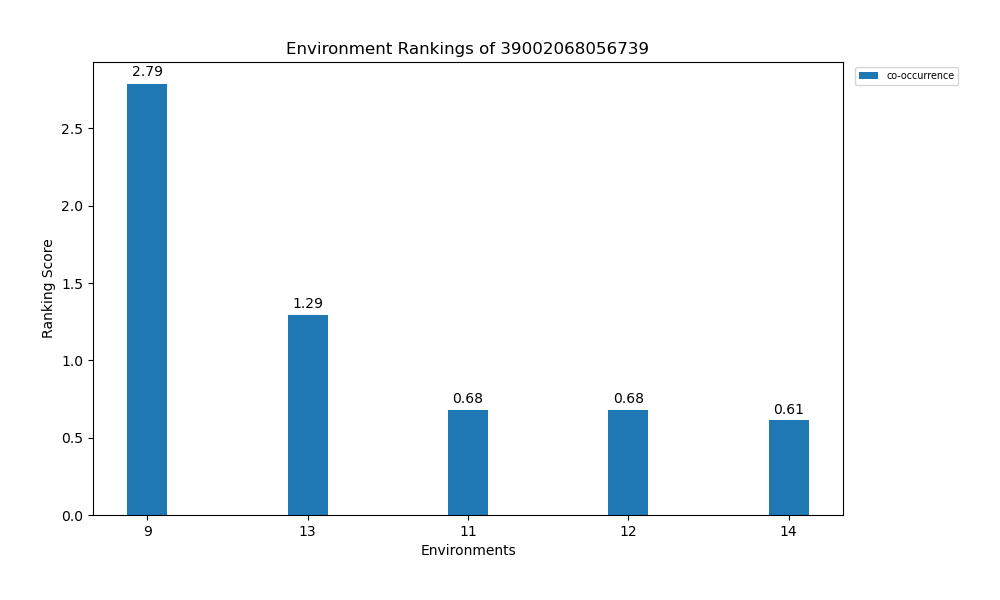 Environment Rankings of 39002068056739
co-occurrence
Ranking Score
2.5
2.0
1.5
1.0
0.5
0.0
2.79
1.29
0.68
0.68
0.61
9 13 11 12 14
Environments